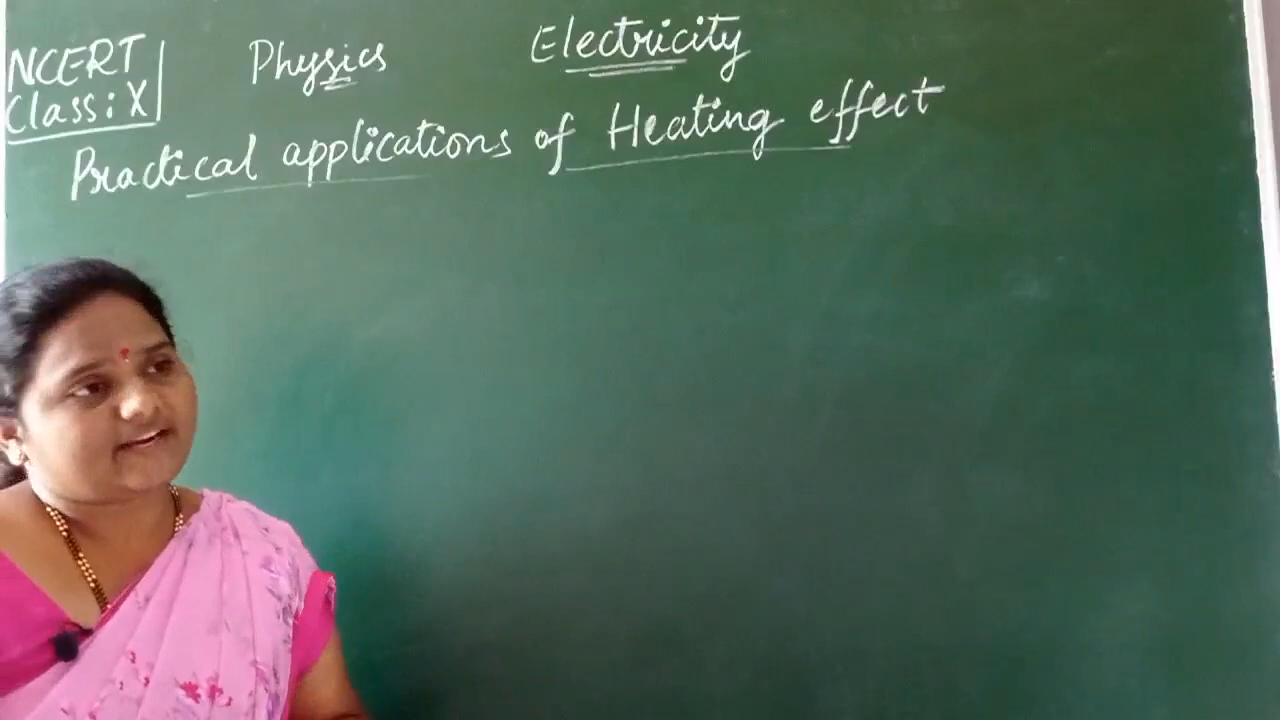 NCERT
Class: X
Physics
Electricity
Practical applications of Heating effect